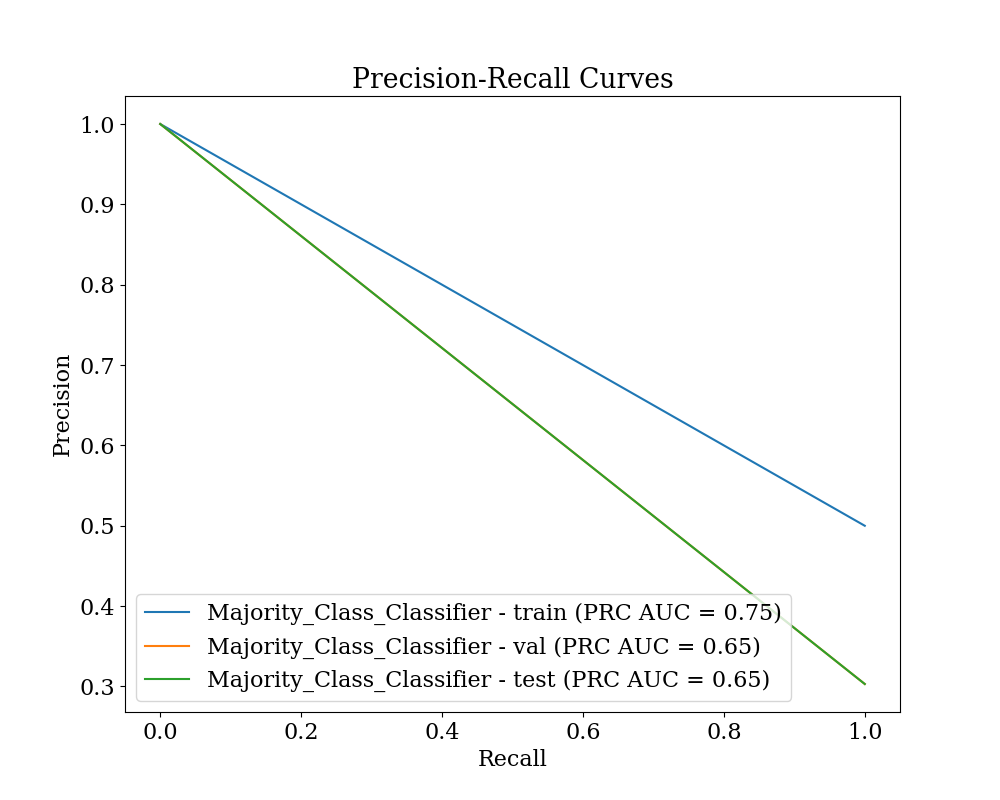 Precision-Recall Curves
1.0
0.9
0.8
0.7
0.6
0.5
0.4
0.3
Precision
Majority_Class_Classifier - train (PRC AUC = 0.75)
Majority_Class_Classifier - val (PRC AUC = 0.65)
Majority_Class_Classifier - test (PRC AUC = 0.65)
0.0 0.2 0.4 0.6 0.8 1.0
Recall